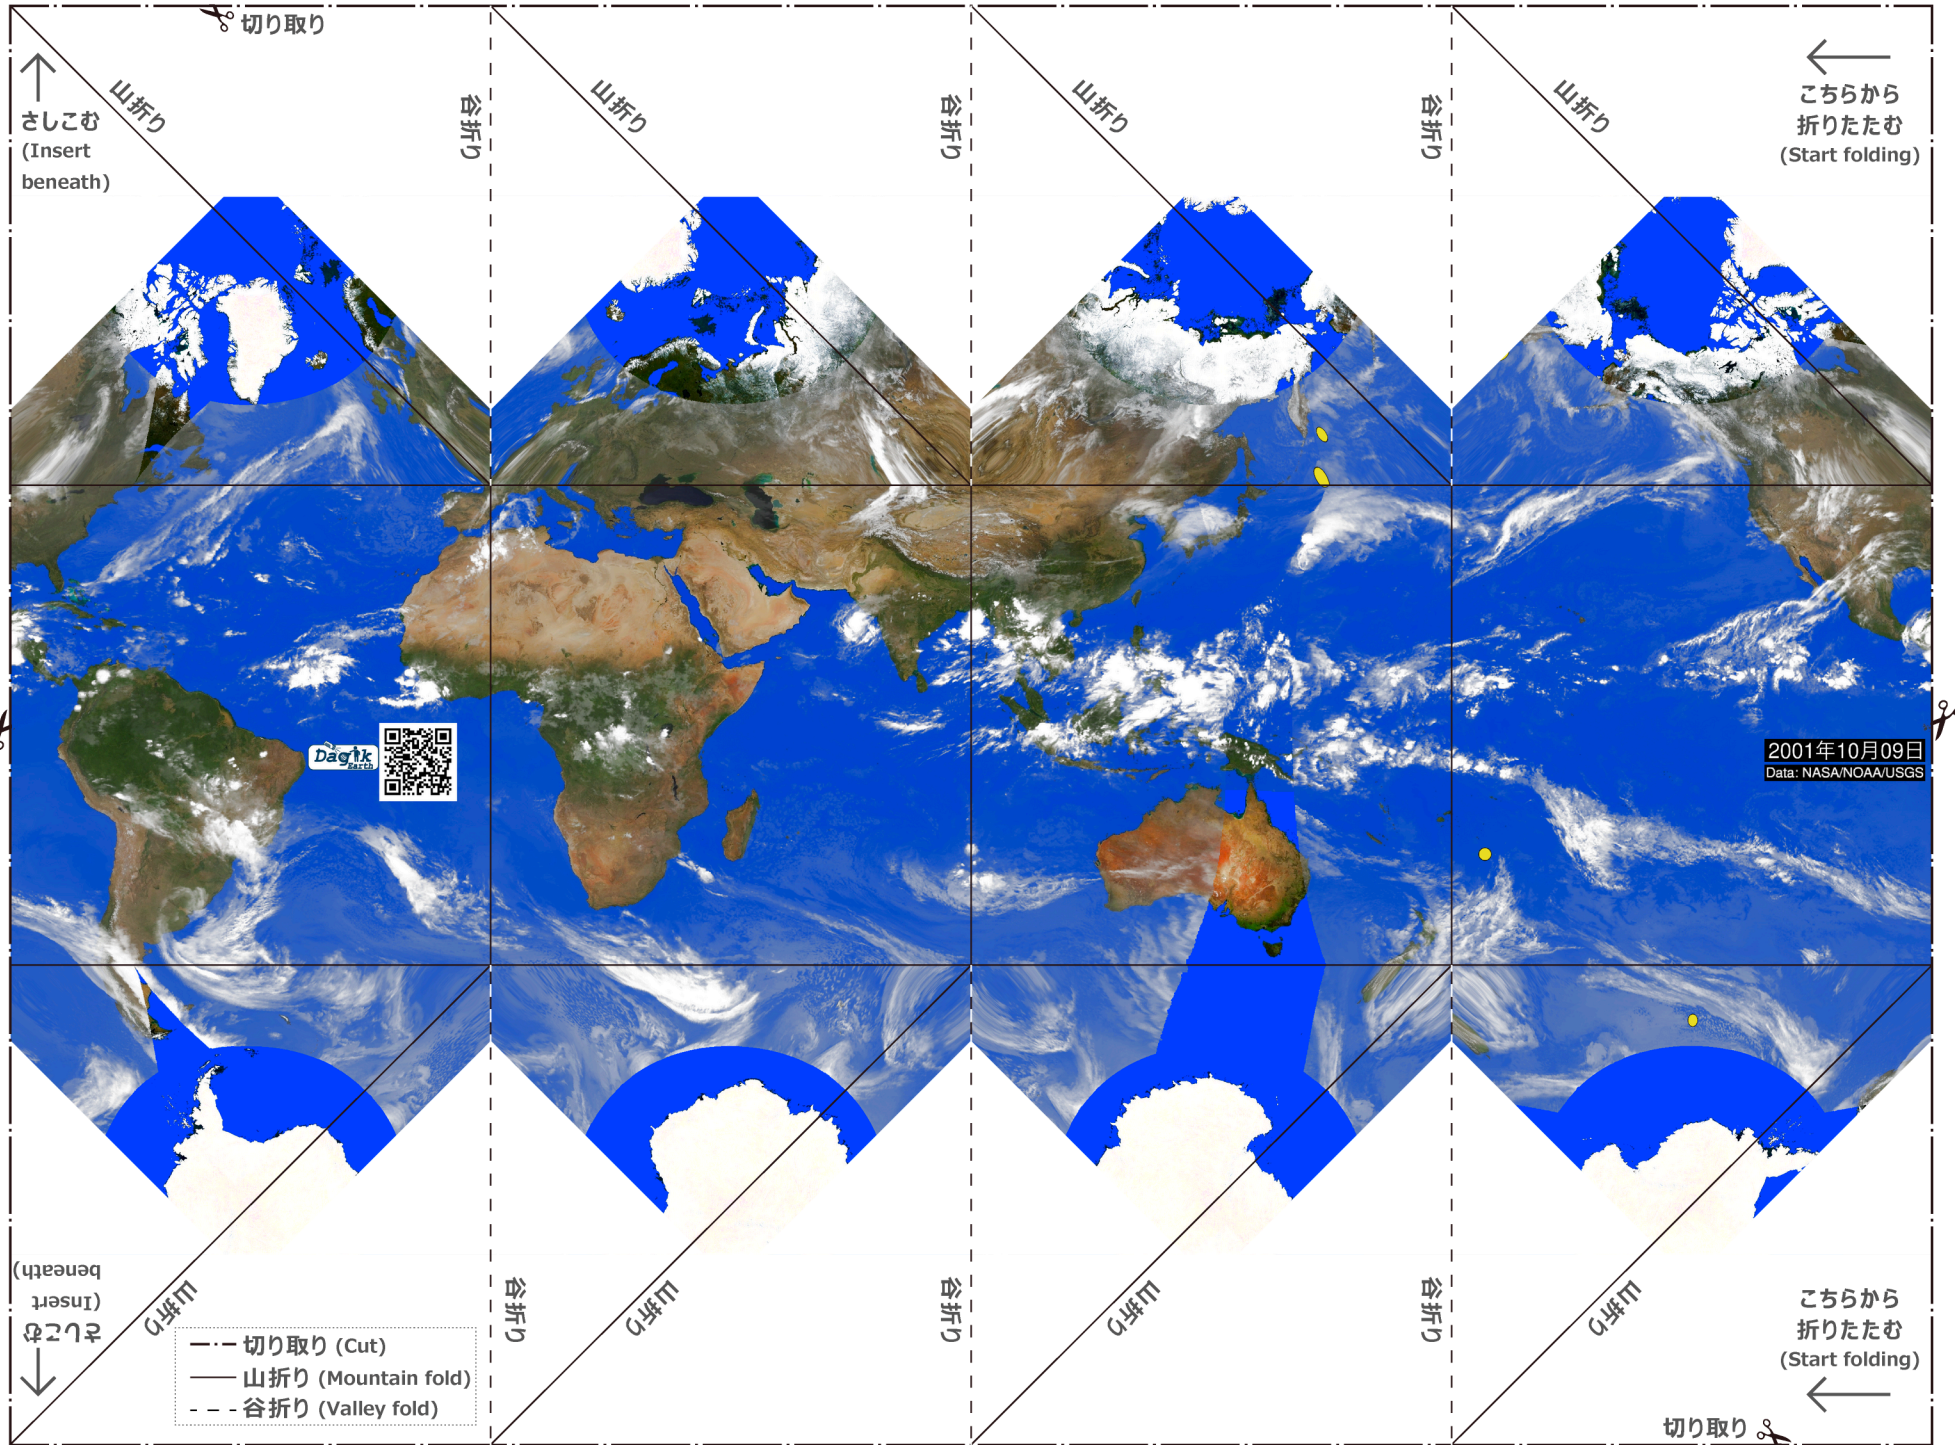 切り取り
さしこむ
(Insert
beneath)
山折り
谷折り
山折り
谷折り
山折り
谷折り
山折り
こちらから
折りたたむ
(Start folding)
Dagik
Earth
2001年10月09日
Data: NASA/NOAA/USGS
さしこむ
(Insert
beneath)
山折り
谷折り
山折り
谷折り
山折り
谷折り
山折り
こちらから
折りたたむ
(Start folding)
切り取り (Cut)
山折り (Mountain fold)
谷折り (Valley fold)
切り取り